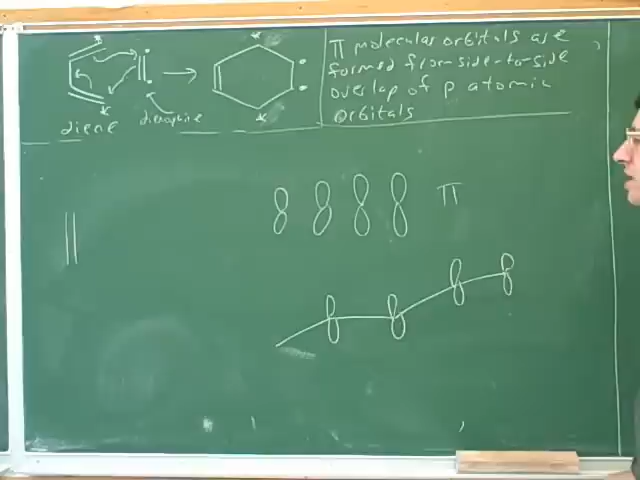 π molecular orbitals are
formed from side-to-side
overlap of p atomic
orbitals
diene dienophile
π